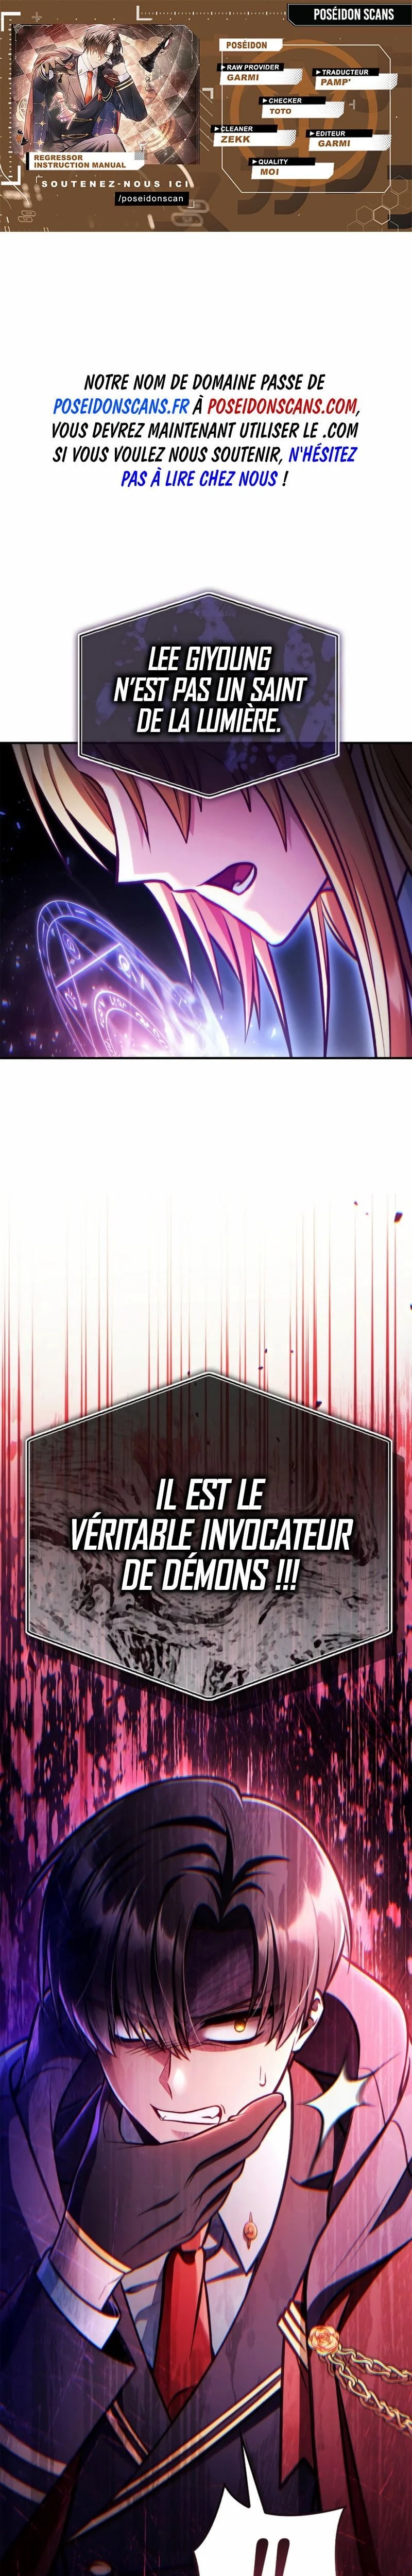 POSÉIDON SCANS
POSÉIDON
►RAW PROVIDER
GARMI
►TRADUCTEUR
PAMP'
►CHECKER
TOTO
►CLEANER
ZEKK
►EDITEUR
GARMI
►QUALITY
MOI
REGRESSOR
INSTRUCTION MANUAL
SOUTENEZ-NOUS ICI
/poseidonscan
NOTRE NOM DE DOMAINE PASSE DE
POSEIDONSCANS.FR À POSEIDONSCANS.COM,
VOUS DEVREZ MAINTENANT UTILISER LE .COM
SI VOUS VOULEZ NOUS SOUTENIR, N'HÉSITEZ
PAS À LIRE CHEZ NOUS !
LEE GIYOUNG
N'EST PAS UN SAINT
DE LA LUMIÈRE.
IL EST LE
VÉRITABLE INVOCATEUR
DE DÉMONS !!!